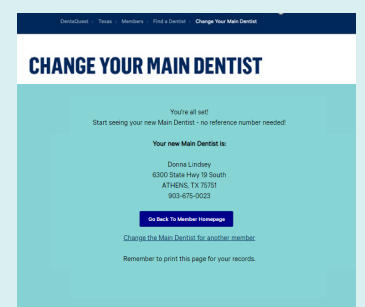 DentaQuest › Texas › Members › Find a Dentist › Change Your Main Dentist
CHANGE YOUR MAIN DENTIST
You're all set!
Start seeing your new Main Dentist - no reference number needed!
Your new Main Dentist is:
Donna Lindsey
6300 State Hwy 19 South
ATHENS, TX 75751
903-675-0023
Go Back To Member Homepage
Change the Main Dentist for another member
Remember to print this page for your records.